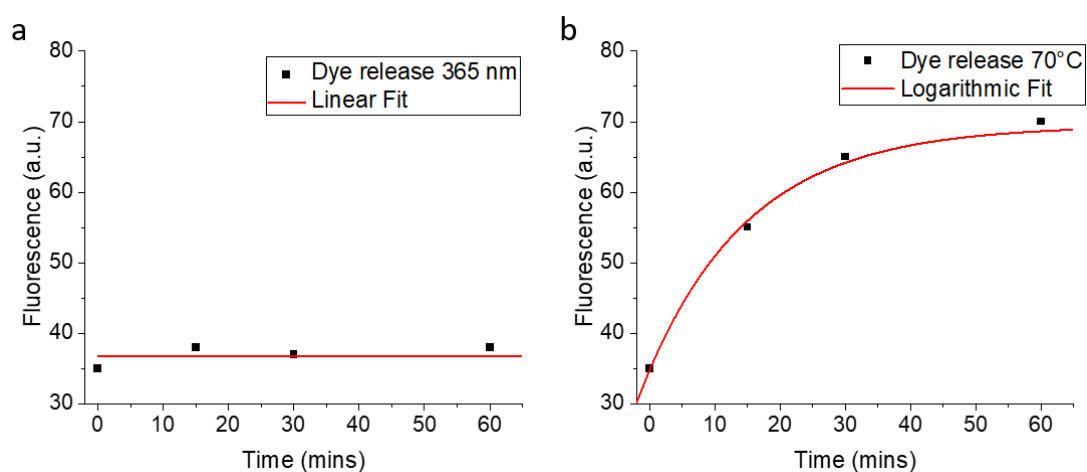 a
80
70
60
50
40
30
Fluorescence (a.u.)
Dye release 365 nm
Linear Fit
0 10 20 30 40 50 60
Time (mins)
b
80
70
60
50
40
30
Fluorescence (a.u.)
Dye release 70°C
Logarithmic Fit
0 10 20 30 40 50 60
Time (mins)